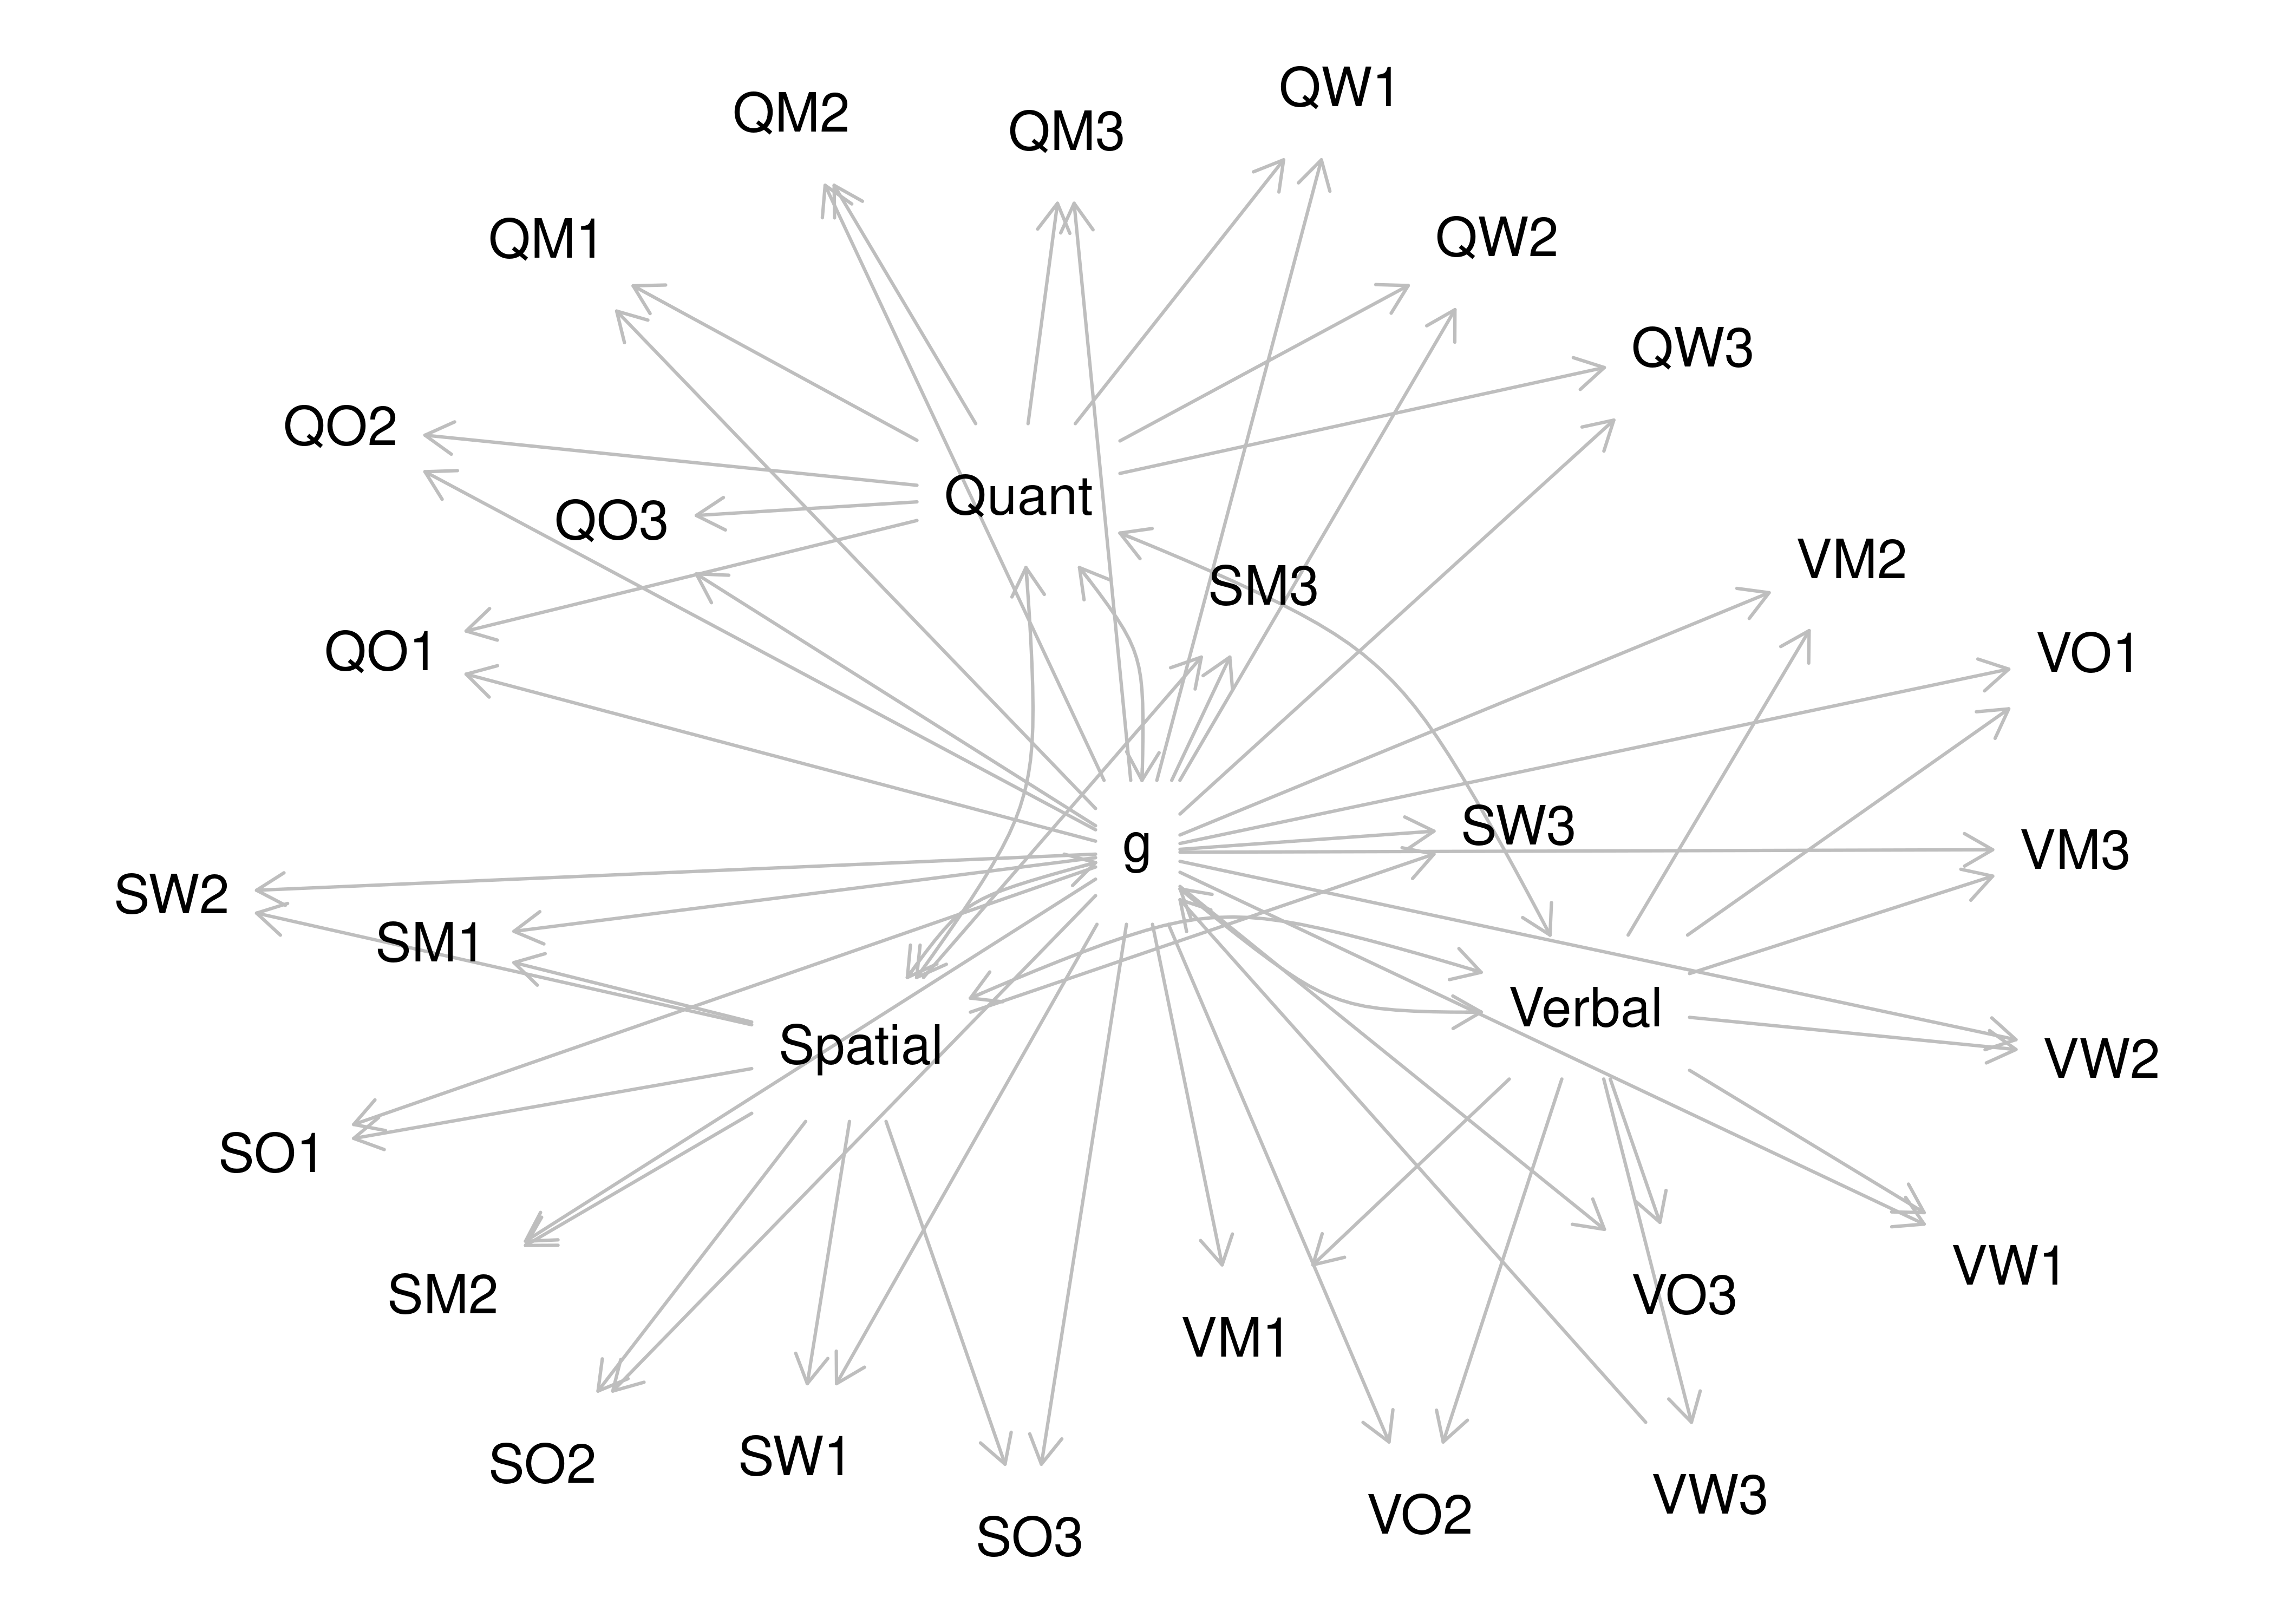 QW1
QM2
QM3
QM1
QW2
QW3
QO2
Quant
QO3
VM2
SM3
QO1
VO1
SW3
g
VM3
SW2
SM1
Verbal
Spatial
VW2
SO1
VW1
SM2
VO3
VM1
SW1
SO2
VW3
VO2
SO3